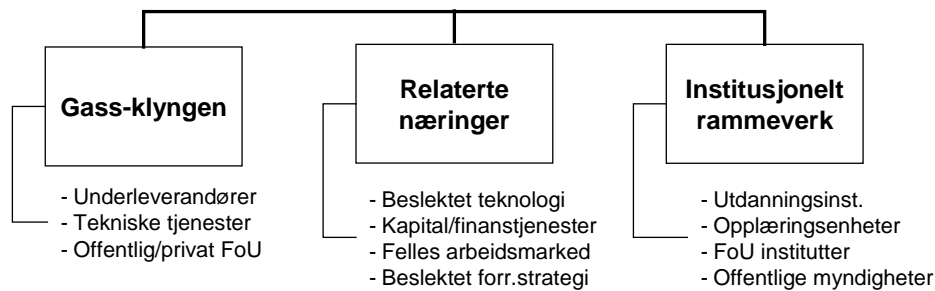 Gass-klyngen
- Underleverandører
- Tekniske tjenester
- Offentlig/privat FoU
Relaterte
næringer
- Beslektet teknologi
- Kapital/finanstjenester
- Felles arbeidsmarked
- Beslektet forr.strategi
Institusjonelt
rammeverk
- Utdanningsinst.
- Opplæringsenheter
- FoU institutter
- Offentlige myndigheter